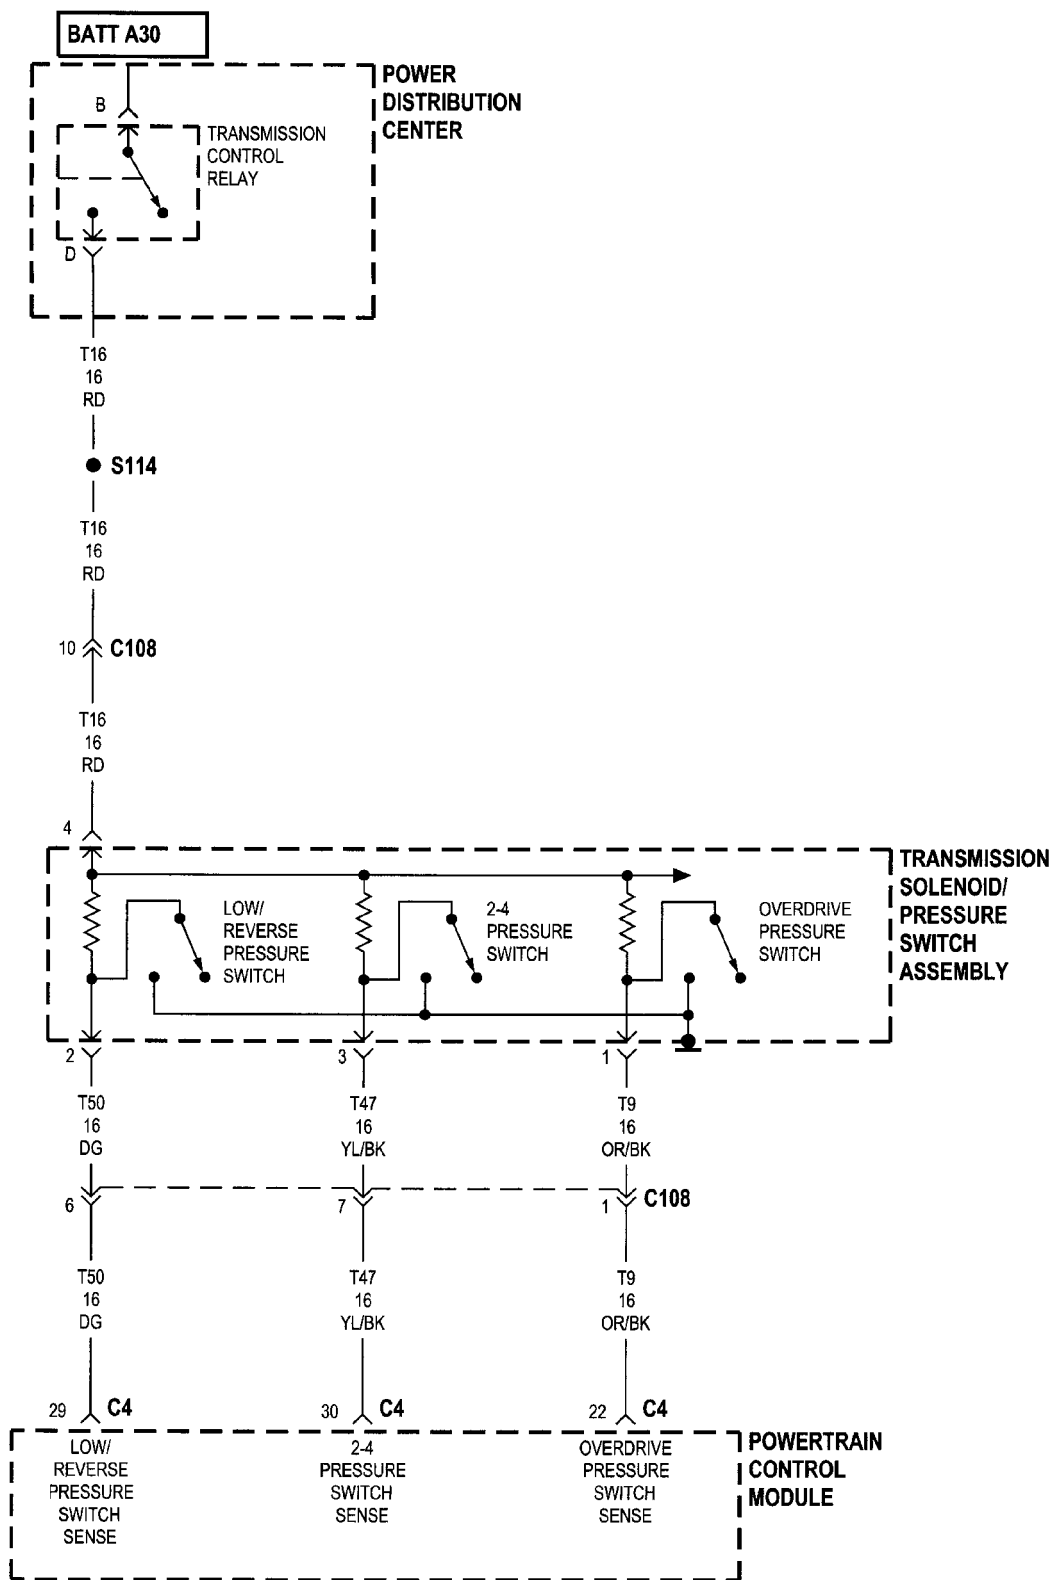 BATT A30
POWER
DISTRIBUTION
CENTER
B
TRANSMISSION
CONTROL
RELAY
D
T16
16
RD
S114
T16
16
RD
10 C108
T16
16
RD
4
TRANSMISSION
SOLENOID/
PRESSURE
SWITCH
ASSEMBLY
LOW/
REVERSE
PRESSURE
SWITCH
2-4
PRESSURE
SWITCH
OVERDRIVE
PRESSURE
SWITCH
2 3 1
T50
16
DG
T47
16
YL/BK
T9
16
OR/BK
6 7 1 C108
T50
16
DG
T47
16
YL/BK
T9
16
OR/BK
29 C4 30 C4 22 C4
LOW/
REVERSE
PRESSURE
SWITCH
SENSE
2-4
PRESSURE
SWITCH
SENSE
OVERDRIVE
PRESSURE
SWITCH
SENSE
POWERTRAIN
CONTROL
MODULE